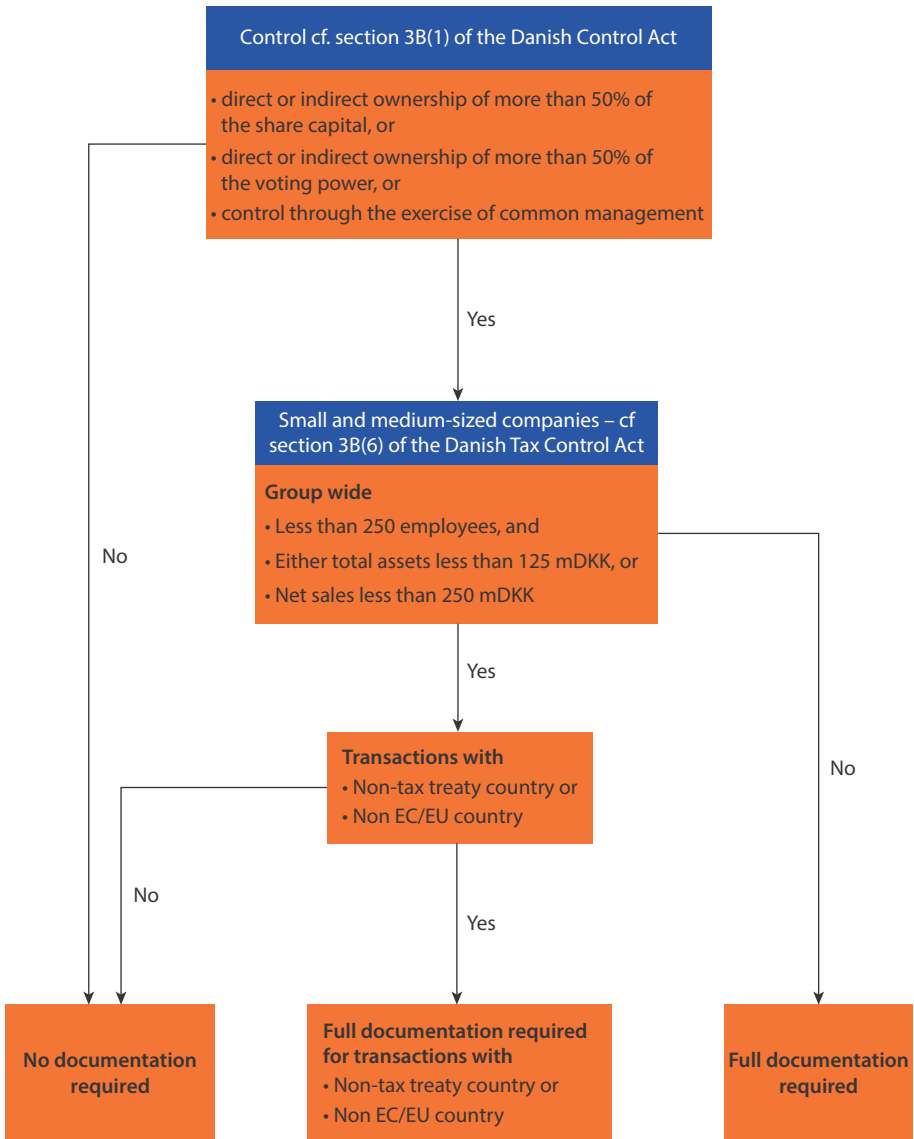 Control cf. section 3B(1) of the Danish Control Act
• direct or indirect ownership of more than 50% of
the share capital, or
• direct or indirect ownership of more than 50% of
the voting power, or
• control through the exercise of common management
Yes
Small and medium-sized companies – cf
section 3B(6) of the Danish Tax Control Act
Group wide
• Less than 250 employees, and
• Either total assets less than 125 mDKK, or
• Net sales less than 250 mDKK
No
Yes
Transactions with
• Non-tax treaty country or
• Non EC/EU country
No
No
Yes
No documentation
required
Full documentation required
for transactions with
• Non-tax treaty country or
• Non EC/EU country
Full documentation
required